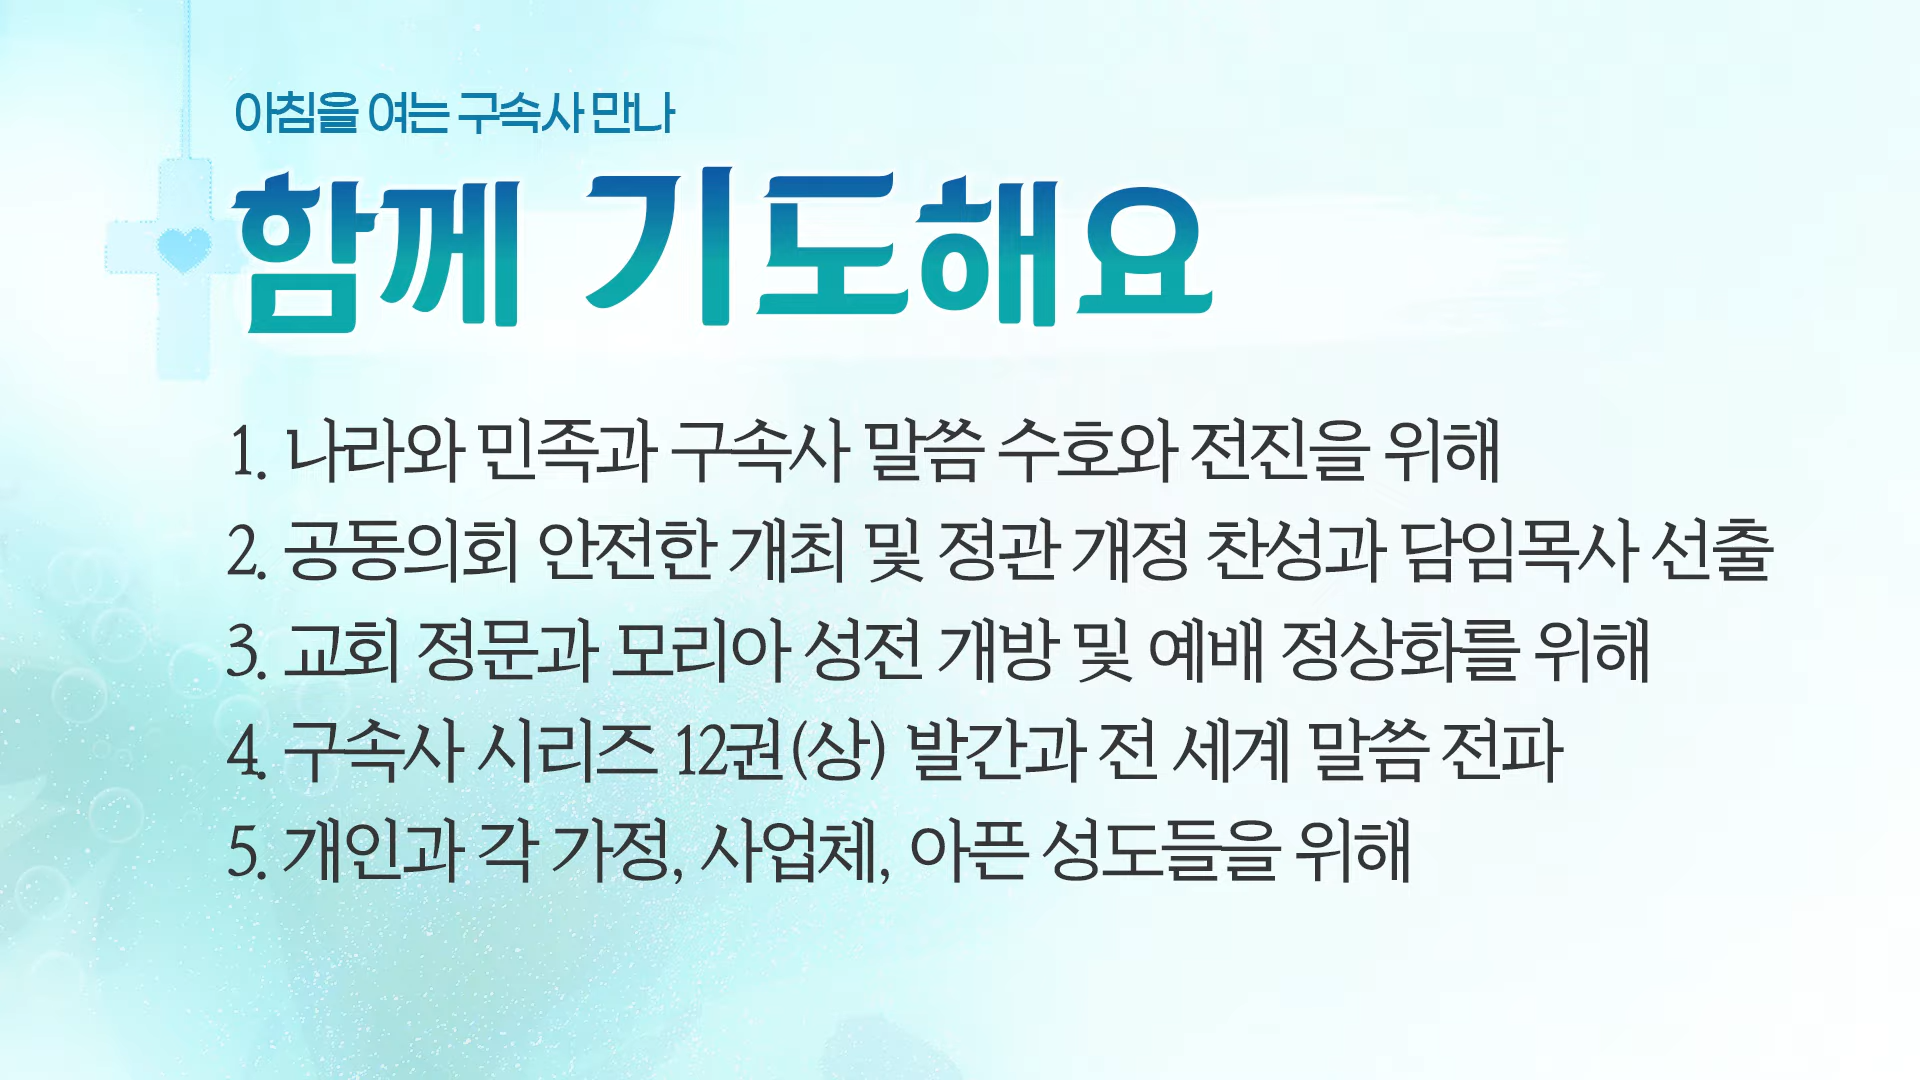 아침을 여는 구속사 만나
함께 기도해요
1. 나라와 민족과 구속사 말씀 수호와 전진을 위해
2. 공동의회 안전한 개최 및 정관 개정 찬성과 담임목사 선출
3. 교회 정문과 모리아 성전 개방 및 예배 정상화를 위해
4. 구속사 시리즈 12권(상) 발간과 전 세계 말씀 전파
5. 개인과 각 가정, 사업체, 아픈 성도들을 위해